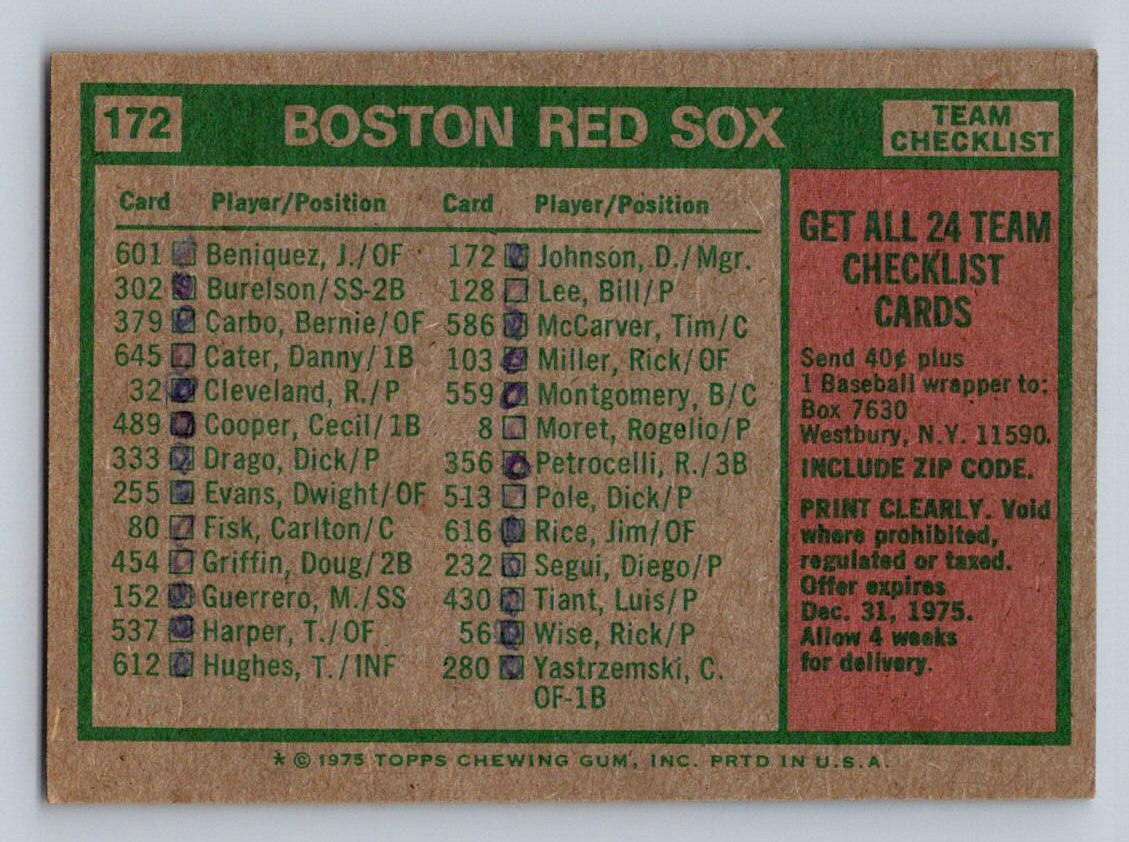 172 BOSTON RED SOX TEAM CHECKLIST
Card Player/Position
601 Beniquez, J./OF
302 Burelson/SS-2B
379 Carbo, Bernie/OF
645 Cater, Danny/1B
32 Cleveland, R./P
489 Cooper, Cecil/1B
333 Drago, Dick/P
255 Evans, Dwight/OF
80 Fisk, Carlton/C
454 Griffin, Doug/2B
152 Guerrero, M./SS
537 Harper, T./OF
612 Hughes, T./INF
Card Player/Position
172 Johnson, D./Mgr.
128 Lee, Bill/P
586 McCarver, Tim/C
103 Miller, Rick/OF
559 Montgomery, B/C
8 Moret, Rogelio/P
356 Petrocelli, R./3B
513 Pole, Dick/P
616 Rice, Jim/OF
232 Segui, Diego/P
430 Tiant, Luis/P
56 Wise, Rick/P
280 Yastrzemski, C.
OF-1B
GET ALL 24 TEAM
CHECKLIST
CARDS
Send 40¢ plus
1 Baseball wrapper to:
Box 7630
Westbury, N.Y. 11590.
INCLUDE ZIP CODE.
PRINT CLEARLY. Void
where prohibited,
regulated or taxed.
Offer expires
Dec. 31, 1975.
Allow 4 weeks
for delivery.
* © 1975 TOPPS CHEWING GUM, INC. PRTD IN U.S.A.